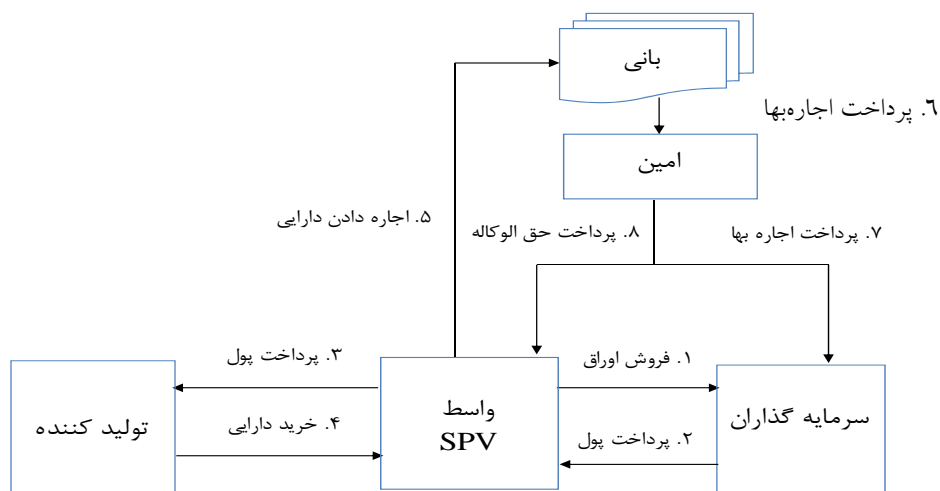 بانی
٦. پرداخت اجاره‌بها
امین
۵. اجاره دادن دارایی
۸. پرداخت حق الوکاله
۷. پرداخت اجاره بها
۳. پرداخت پول
۱. فروش اوراق
تولید کننده
واسط
SPV
سرمایه گذاران
۴. خرید دارایی
۲. پرداخت پول